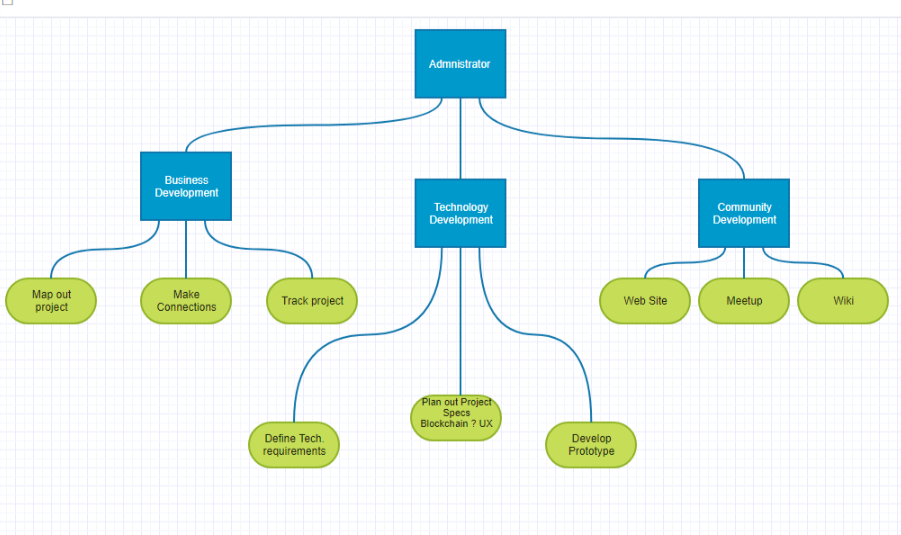 Admnistrator
Business
Development
Technology
Development
Community
Development
Map out
project
Make
Connections
Track project
Web Site
Meetup
Wiki
Define Tech.
requirements
Plan out Project
Specs
Blockchain ? UX
Develop
Prototype